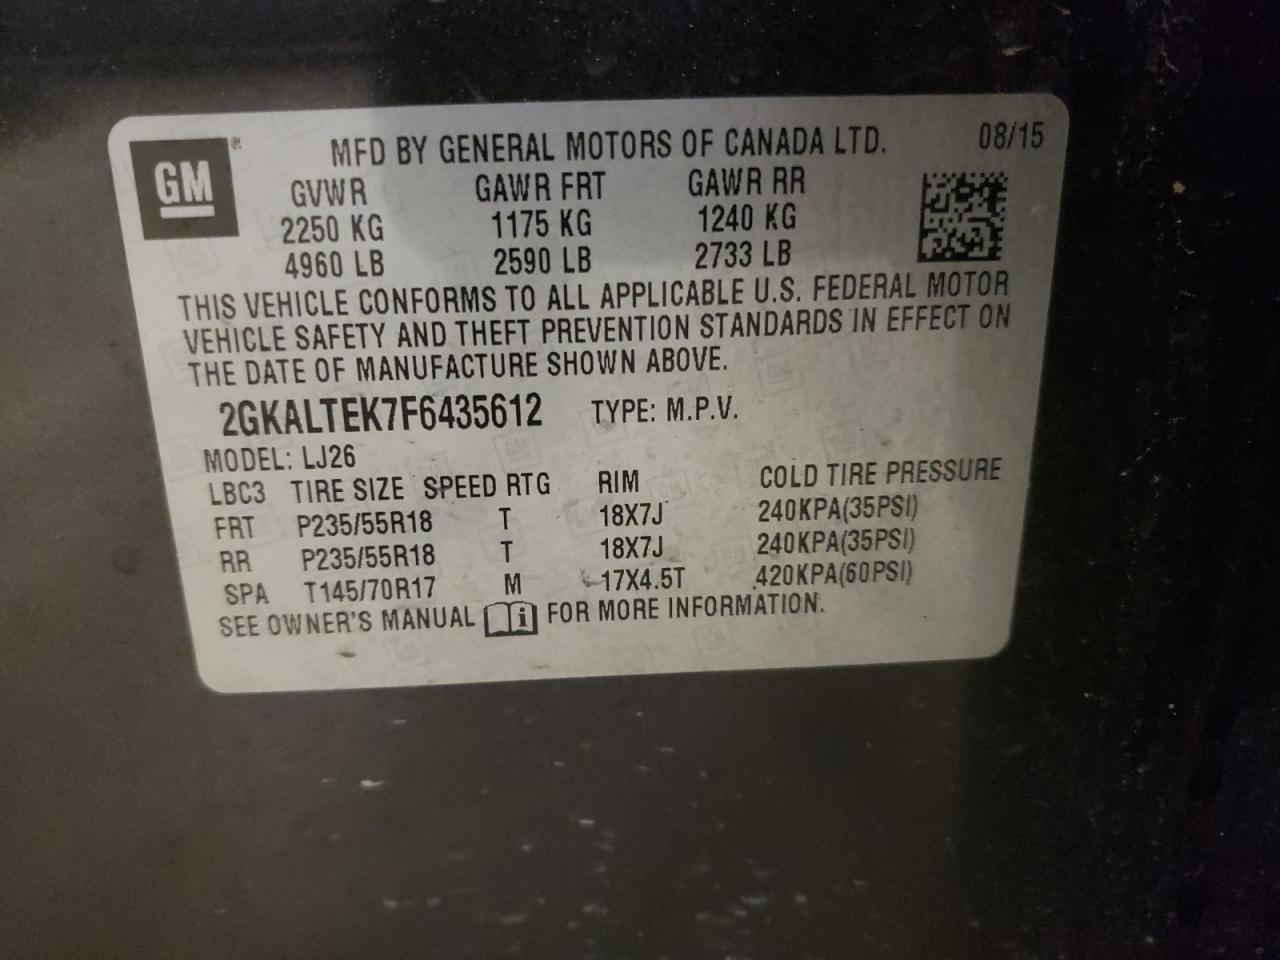 GM ®
MFD BY GENERAL MOTORS OF CANADA LTD. 08/15
GVWR GAWR FRT GAWR RR
2250 KG 1175 KG 1240 KG
4960 LB 2590 LB 2733 LB
THIS VEHICLE CONFORMS TO ALL APPLICABLE U.S. FEDERAL MOTOR
VEHICLE SAFETY AND THEFT PREVENTION STANDARDS IN EFFECT ON
THE DATE OF MANUFACTURE SHOWN ABOVE.
2GKALTEK7F6435612 TYPE: M.P.V.
MODEL: LJ26
LBC3 TIRE SIZE SPEED RTG RIM COLD TIRE PRESSURE
FRT P235/55R18 T 18X7J 240KPA(35PSI)
RR P235/55R18 T 18X7J 240KPA(35PSI)
SPA T145/70R17 M 17X4.5T 420KPA(60PSI)
SEE OWNER'S MANUAL i FOR MORE INFORMATION.